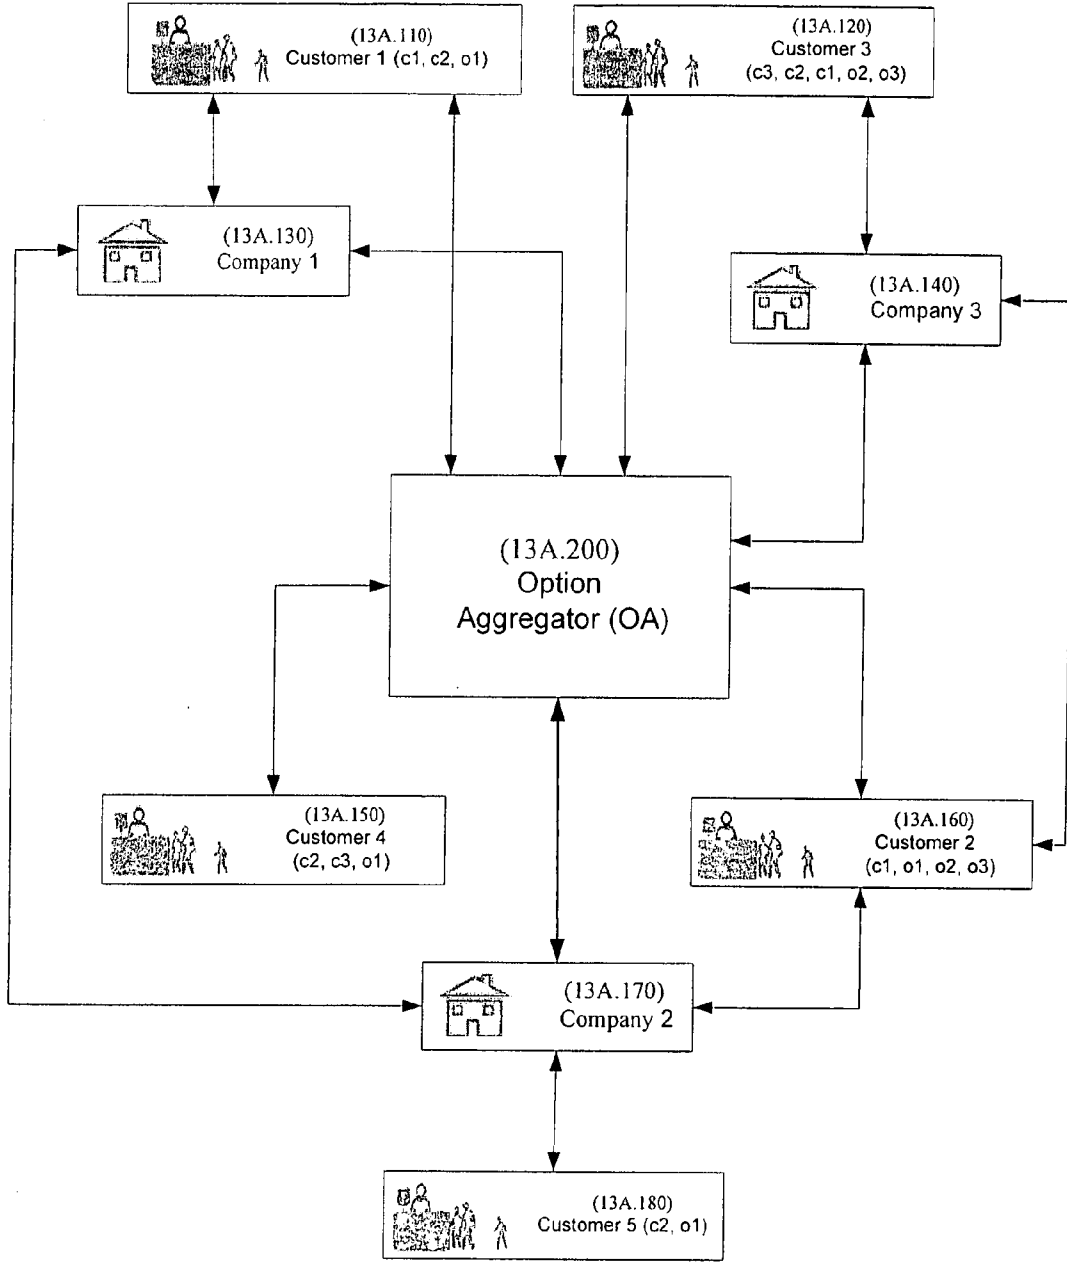 (13A.110)
Customer 1 (c1, c2, o1)
(13A.120)
Customer 3
(c3, c2, c1, o2, o3)
(13A.130)
Company 1
(13A.140)
Company 3
(13A.200)
Option
Aggregator (OA)
(13A.150)
Customer 4
(c2, c3, o1)
(13A.160)
Customer 2
(c1, o1, o2, o3)
(13A.170)
Company 2
(13A.180)
Customer 5 (c2, o1)